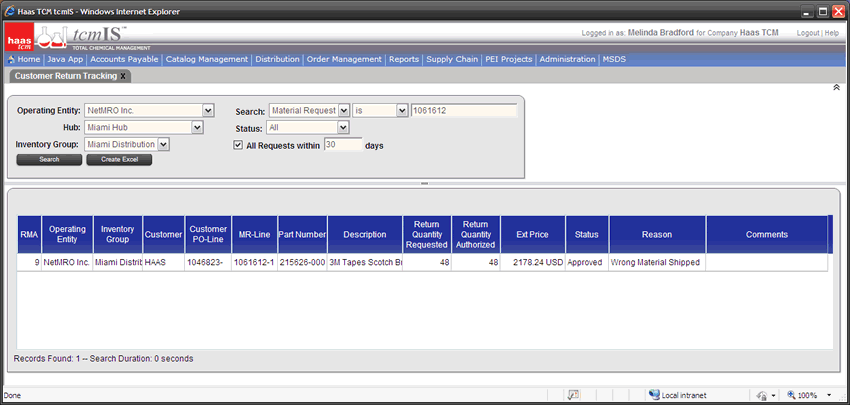 Haas TCM tcmIS - Windows Internet Explorer
haas tcm tcmIS™ TOTAL CHEMICAL MANAGEMENT
Logged in as: Melinda Bradford for Company Haas TCM Logout | Help
Home | Java App | Accounts Payable | Catalog Management | Distribution | Order Management | Reports | Supply Chain | PEI Projects | Administration | MSDS
Customer Return Tracking x
Operating Entity: NetMRO Inc. Search: Material Request is 1061612
Hub: Miami Hub Status: All
Inventory Group: Miami Distribution All Requests within 30 days
Search Create Excel
RMA Operating Entity Inventory Group Customer Customer PO-Line MR-Line Part Number Description Return Quantity Requested Return Quantity Authorized Ext Price Status Reason Comments
9 NetMRO Inc. Miami Distrit HAAS 1046823- 1061612-1 215626-000 3M Tapes Scotch Br 48 48 2178.24 USD Approved Wrong Material Shipped
Records Found: 1 -- Search Duration: 0 seconds
Done Local intranet 100%